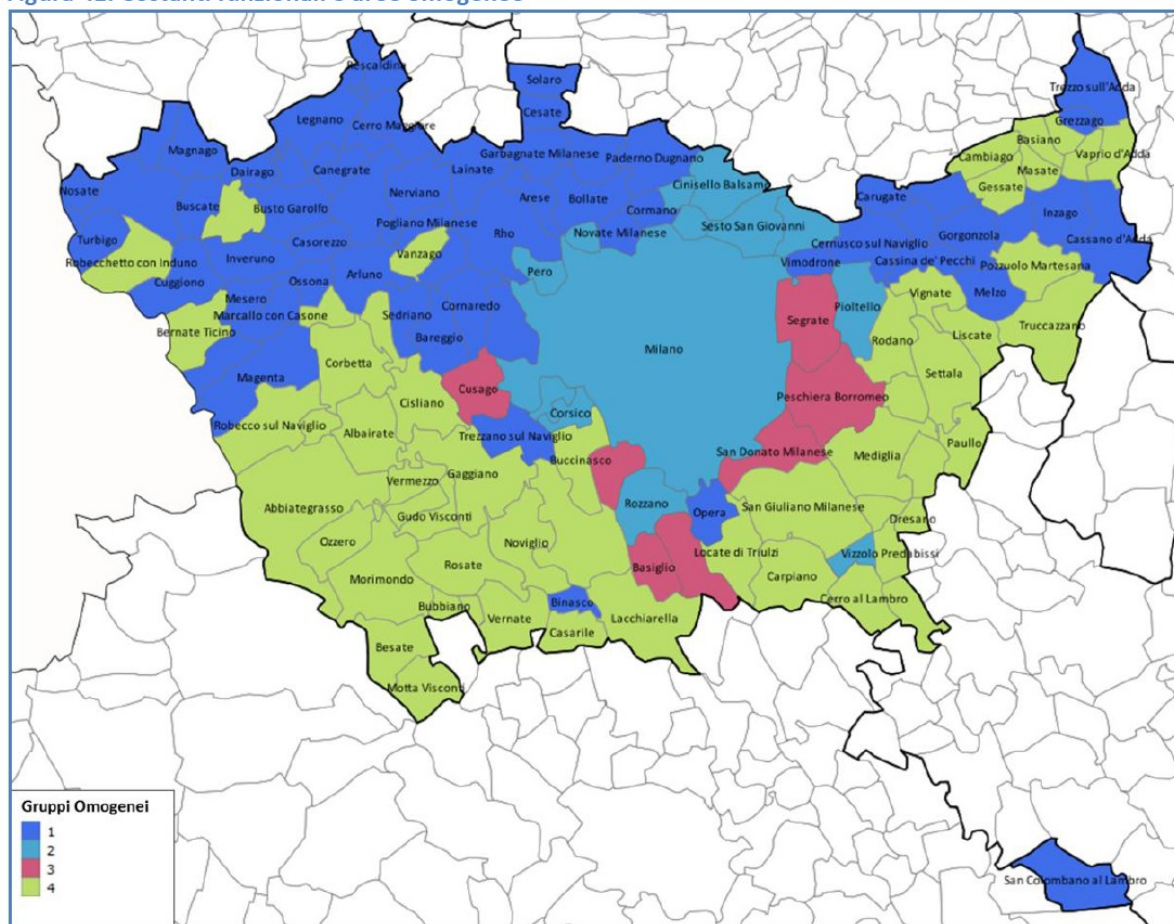 Rescaldina
Solaro
Trezzo sull'Adda
Cesate
Legnano
Cerro Maggiore
Grezzago
Magnago
Garbagnate Milanese
Paderno Dugnano
Basiano
Cambiago
Vaprio d'Adda
Dairago
Canegrate
Lainate
Masate
Nosate
Nerviano
Cinisello Balsamo
Gessate
Buscate
Busto Garolfo
Arese
Bollate
Cormano
Carugate
Inzago
Pogliano Milanese
Rho
Novate Milanese
Sesto San Giovanni
Gorgonzola
Turbigo
Casorezzo
Vanzago
Cernusco sul Naviglio
Cassano d'Adda
Robecchetto con Induno
Inveruno
Vimodrone
Cassina de' Pecchi
Pozzuolo Martesana
Cuggiono
Ossona
Arluno
Pero
Mesero
Cornaredo
Pioltello
Vignate
Melzo
Marcallo con Casone
Sedriano
Segrate
Bernate Ticino
Bareggio
Truccazzano
Liscate
Rodano
Milano
Corbetta
Magenta
Settala
Cusago
Peschiera Borromeo
Cisliano
Corsico
Robecco sul Naviglio
Albairate
Trezzano sul Naviglio
Paullo
San Donato Milanese
Mediglia
Buccinasco
Gaggiano
Vermezzo
Abbiategrasso
Rozzano
Opera
San Giuliano Milanese
Gudo Visconti
Dresano
Ozzero
Noviglio
Locate di Triulzi
Vizzolo Predabissi
Rosate
Basiglio
Morimondo
Carpiano
Cerro al Lambro
Bubbiano
Binasco
Vernate
Lacchiarella
Casarile
Besate
Motta Visconti
Gruppi Omogenei
1
2
3
4
San Colombano al Lambro